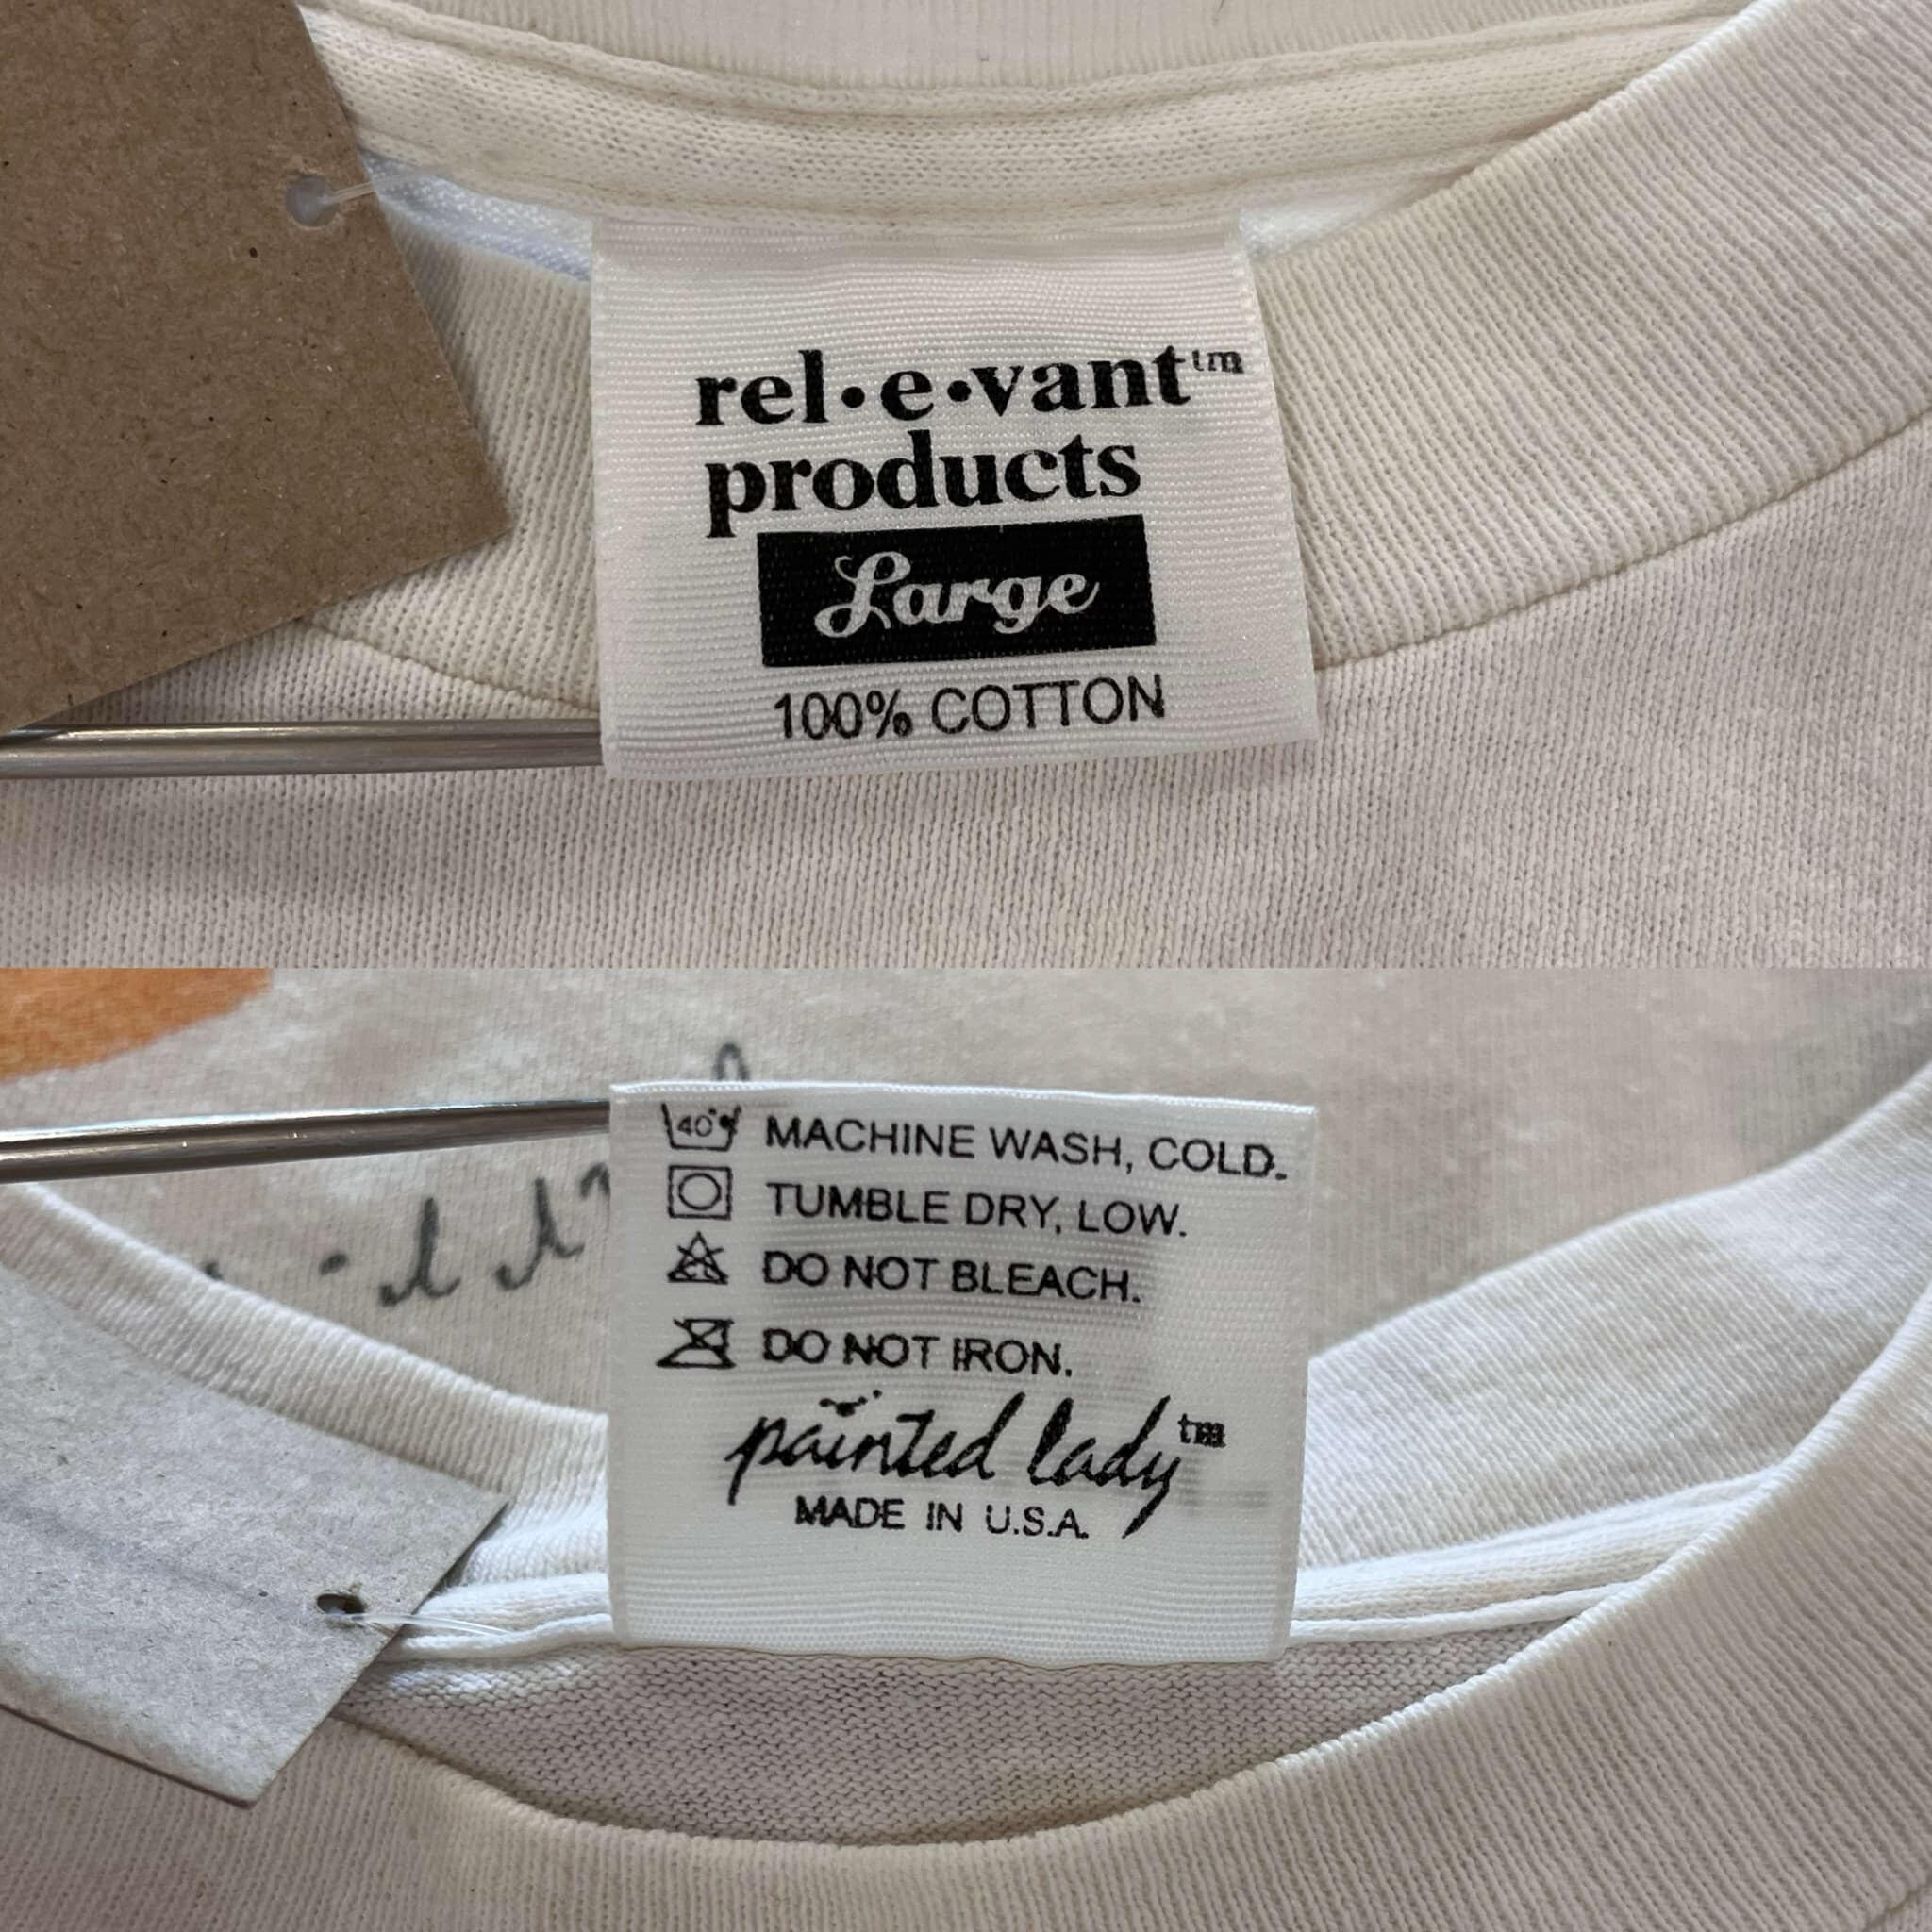 rel•e•vant™
products
Large
100% COTTON
40° MACHINE WASH, COLD.
TUMBLE DRY, LOW.
DO NOT BLEACH.
DO NOT IRON.
painted lady™
MADE IN U.S.A.